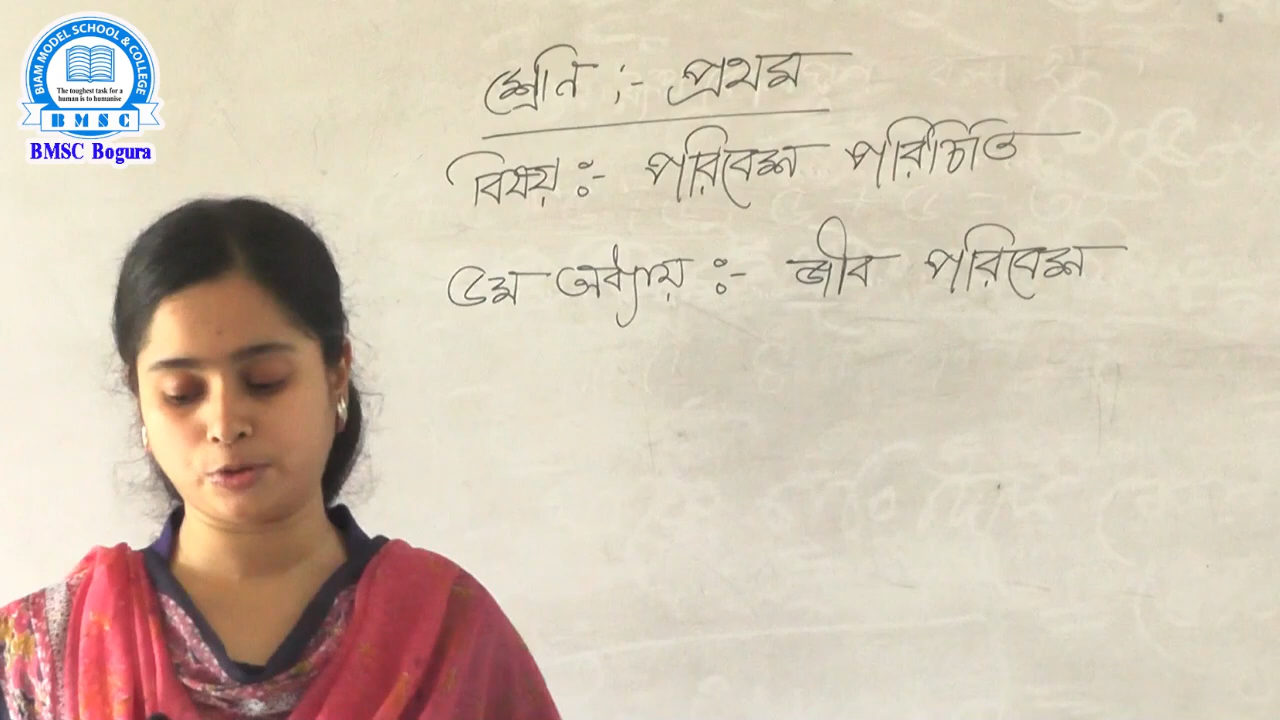 BIAM MODEL SCHOOL & COLLEGE
The toughest task for a
human is to humanise
B M S C
BMSC Bogura
শ্রেনি :- প্রথম
বিষয় :- পরিবেশ পরিচিতি
৫ম অধ্যায় :- জীব পরিবেশ